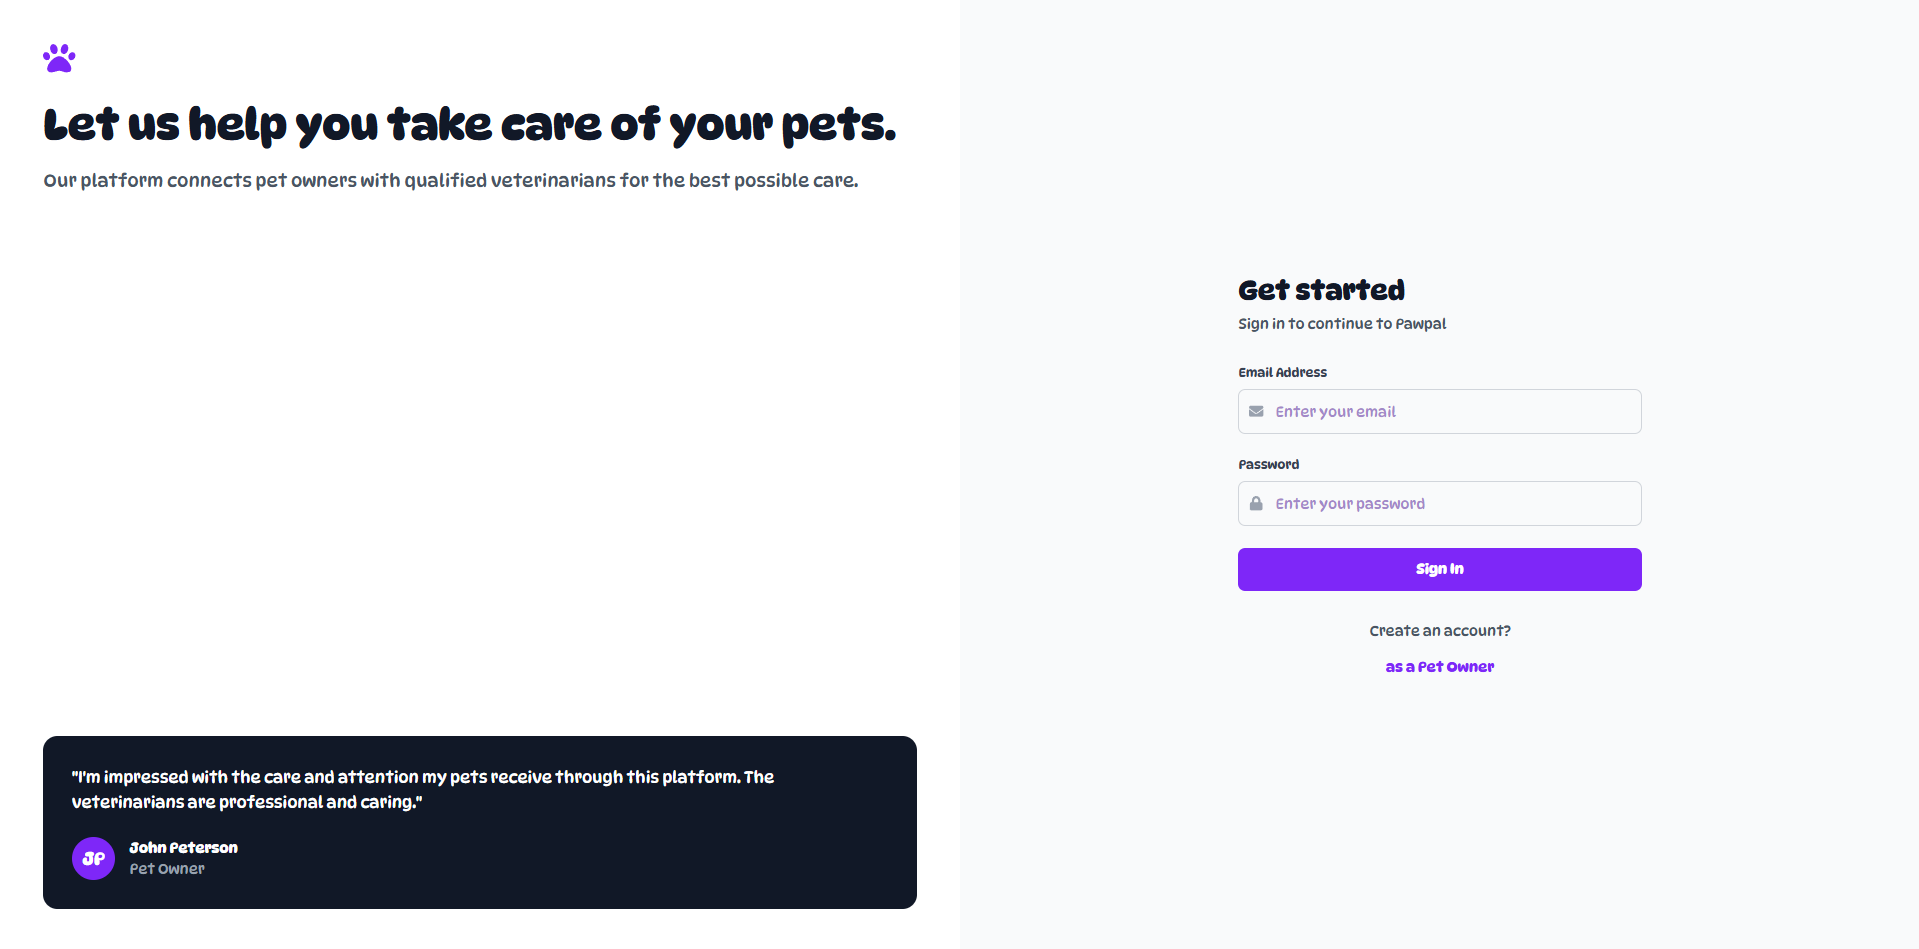 Let us help you take care of your pets.
Our platform connects pet owners with qualified veterinarians for the best possible care.
"I'm impressed with the care and attention my pets receive through this platform. The
veterinarians are professional and caring."
JP
John Peterson
Pet Owner
Get started
Sign in to continue to Pawpal
Email Address
Enter your email
Password
Enter your password
Sign In
Create an account?
as a Pet Owner